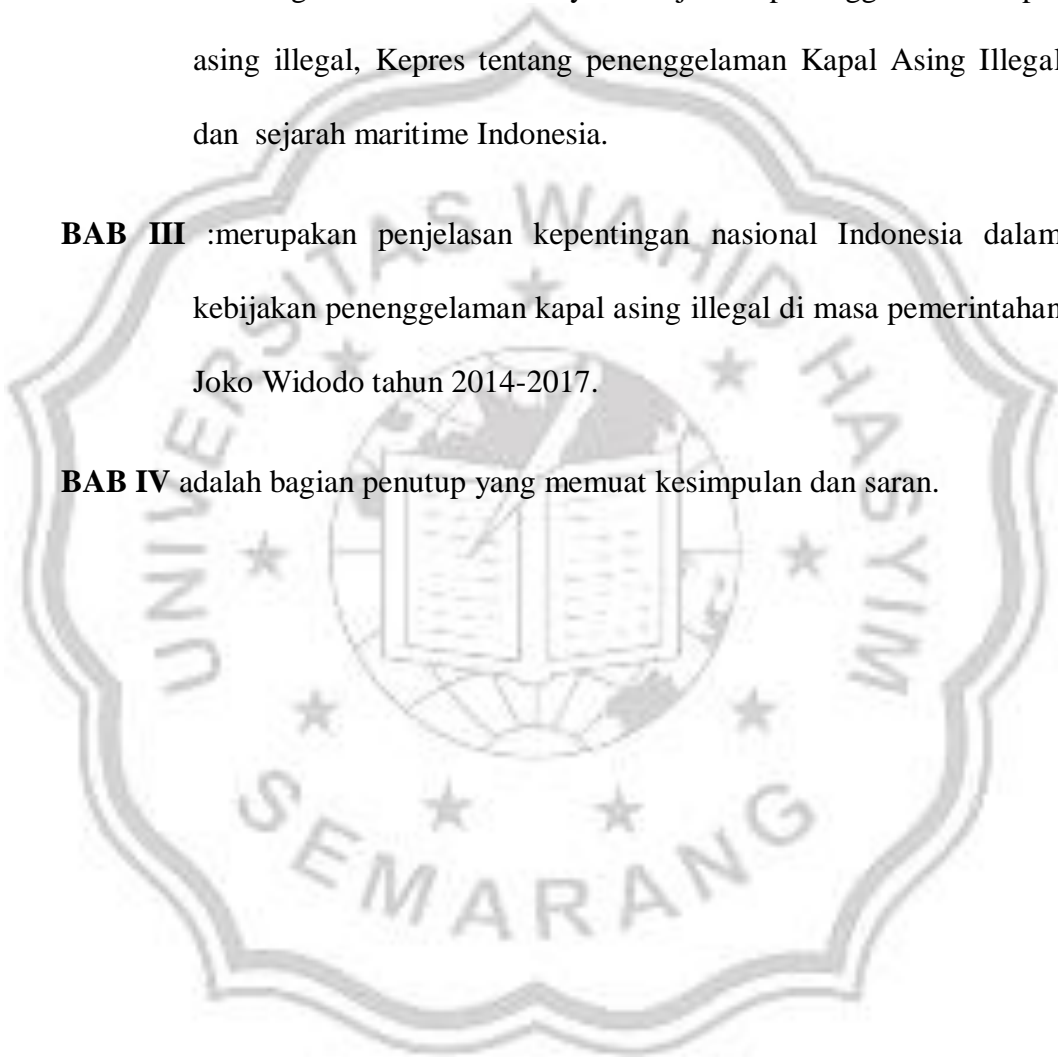 asing illegal, Kepres tentang penenggelaman Kapal Asing Illegal
dan sejarah maritime Indonesia.
BAB III :merupakan penjelasan kepentingan nasional Indonesia dalam
kebijakan penenggelaman kapal asing illegal di masa pemerintahan
Joko Widodo tahun 2014-2017.
BAB IV adalah bagian penutup yang memuat kesimpulan dan saran.
UNIVERSITAS WAHID HASYIM
SEMARANG